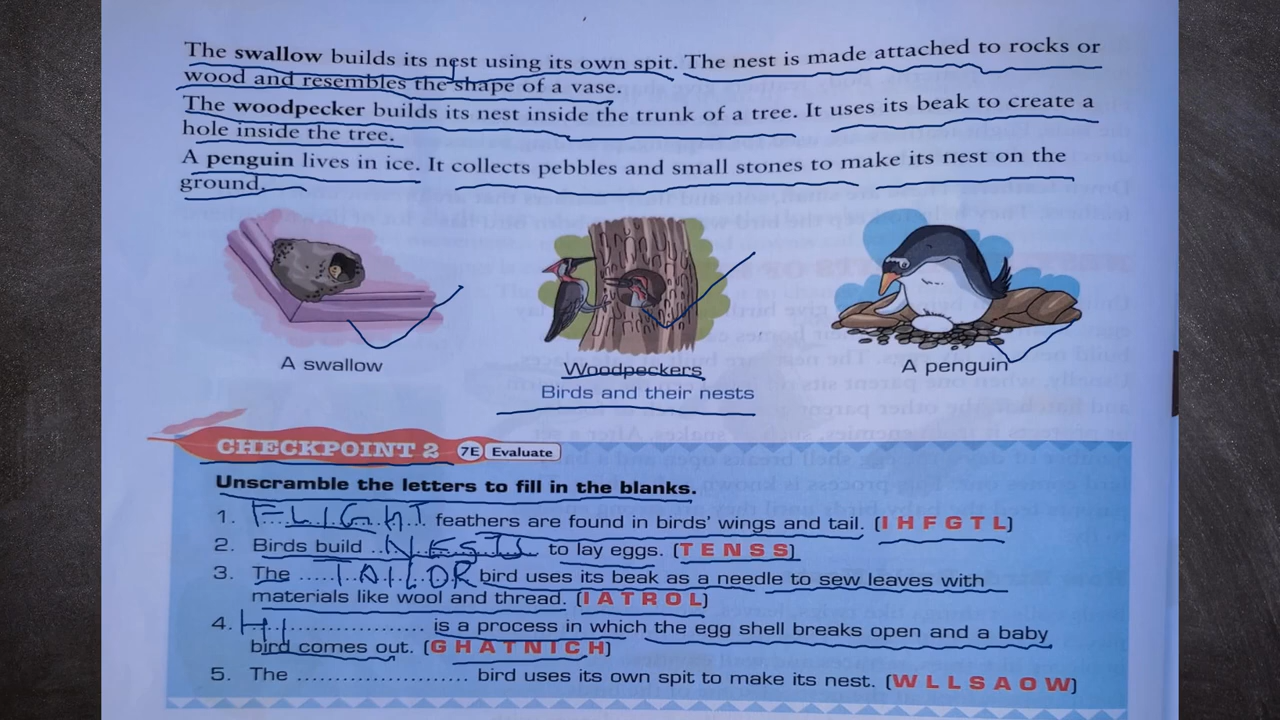 The swallow builds its nest using its own spit. The nest is made attached to rocks or
wood and resembles the shape of a vase.
The woodpecker builds its nest inside the trunk of a tree. It uses its beak to create a
hole inside the tree.
A penguin lives in ice. It collects pebbles and small stones to make its nest on the
ground.
A swallow
Woodpeckers
A penguin
Birds and their nests
CHECKPOINT 2 7E Evaluate
Unscramble the letters to fill in the blanks.
1. FLIGHT feathers are found in birds' wings and tail. (I H F G T L)
2. Birds build ..NESTS to lay eggs. (T E N S S)
3. The .....TAILOR bird uses its beak as a needle to sew leaves with
materials like wool and thread. (I A T R O L)
4. H.................... is a process in which the egg shell breaks open and a baby
bird comes out. (G H A T N I C H)
5. The ........................ bird uses its own spit to make its nest. (W L L S A O W)